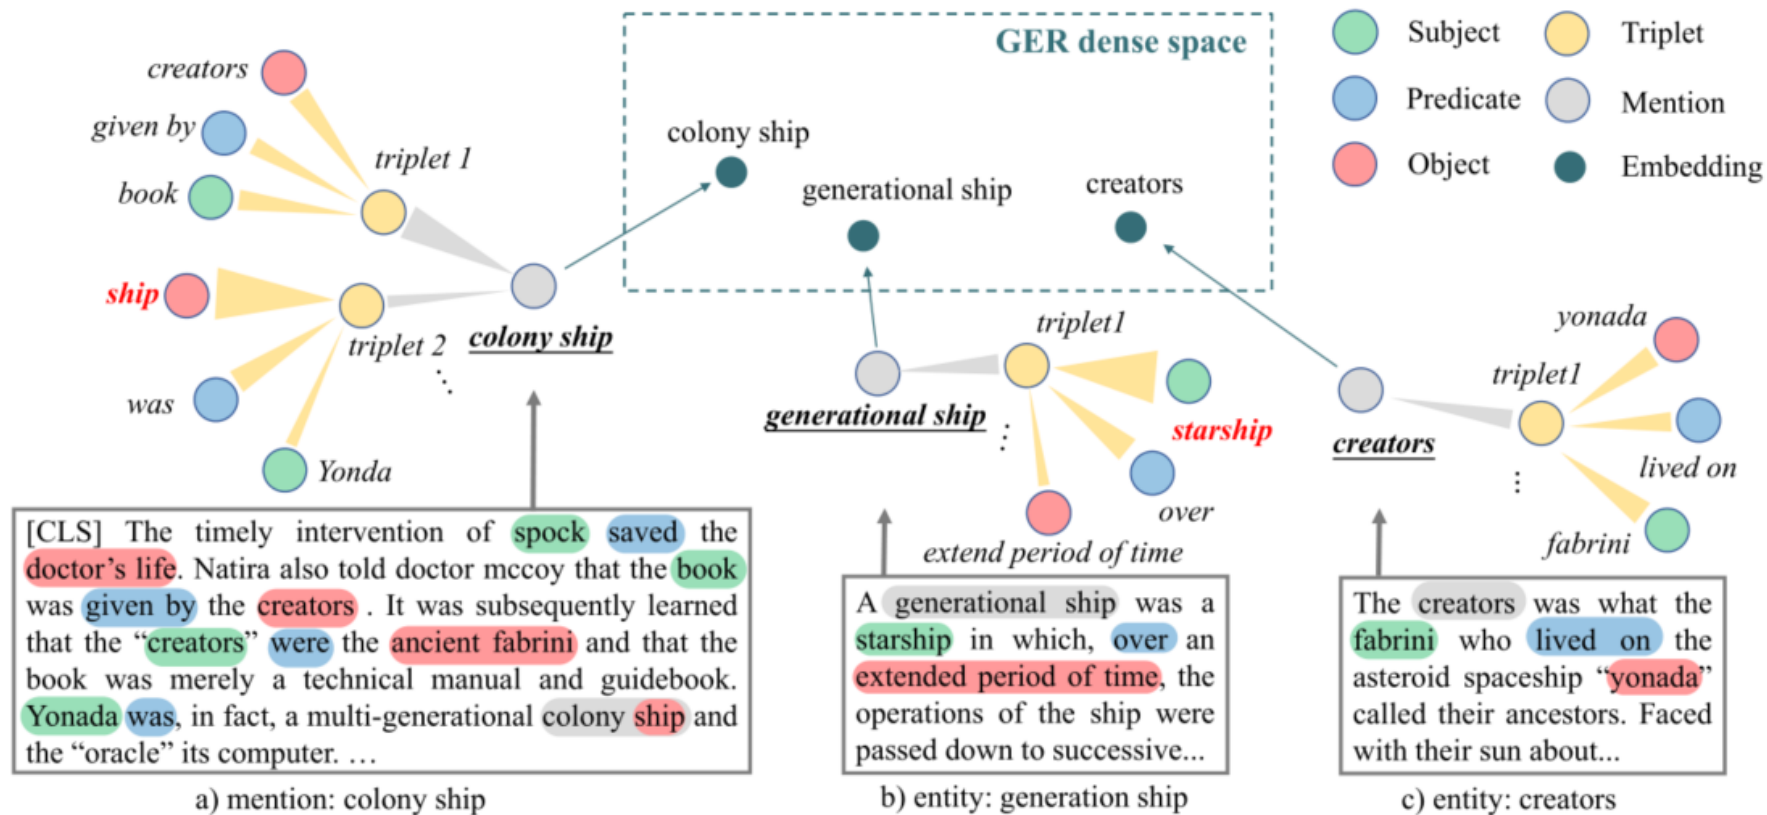 GER dense space
Subject
Triplet
Predicate
Mention
Object
Embedding
creators
given by
book
triplet 1
ship
triplet 2
was
Yonda
colony ship
colony ship
generational ship
creators
generational ship
triplet1
starship
over
extend period of time
creators
triplet1
yonada
lived on
fabrini
[CLS] The timely intervention of spock saved the
doctor's life. Natira also told doctor mccoy that the book
was given by the creators . It was subsequently learned
that the “creators” were the ancient fabrini and that the
book was merely a technical manual and guidebook.
Yonada was, in fact, a multi-generational colony ship and
the “oracle” its computer. …
a) mention: colony ship
A generational ship was a
starship in which, over an
extended period of time, the
operations of the ship were
passed down to successive...
b) entity: generation ship
The creators was what the
fabrini who lived on the
asteroid spaceship “yonada”
called their ancestors. Faced
with their sun about...
c) entity: creators